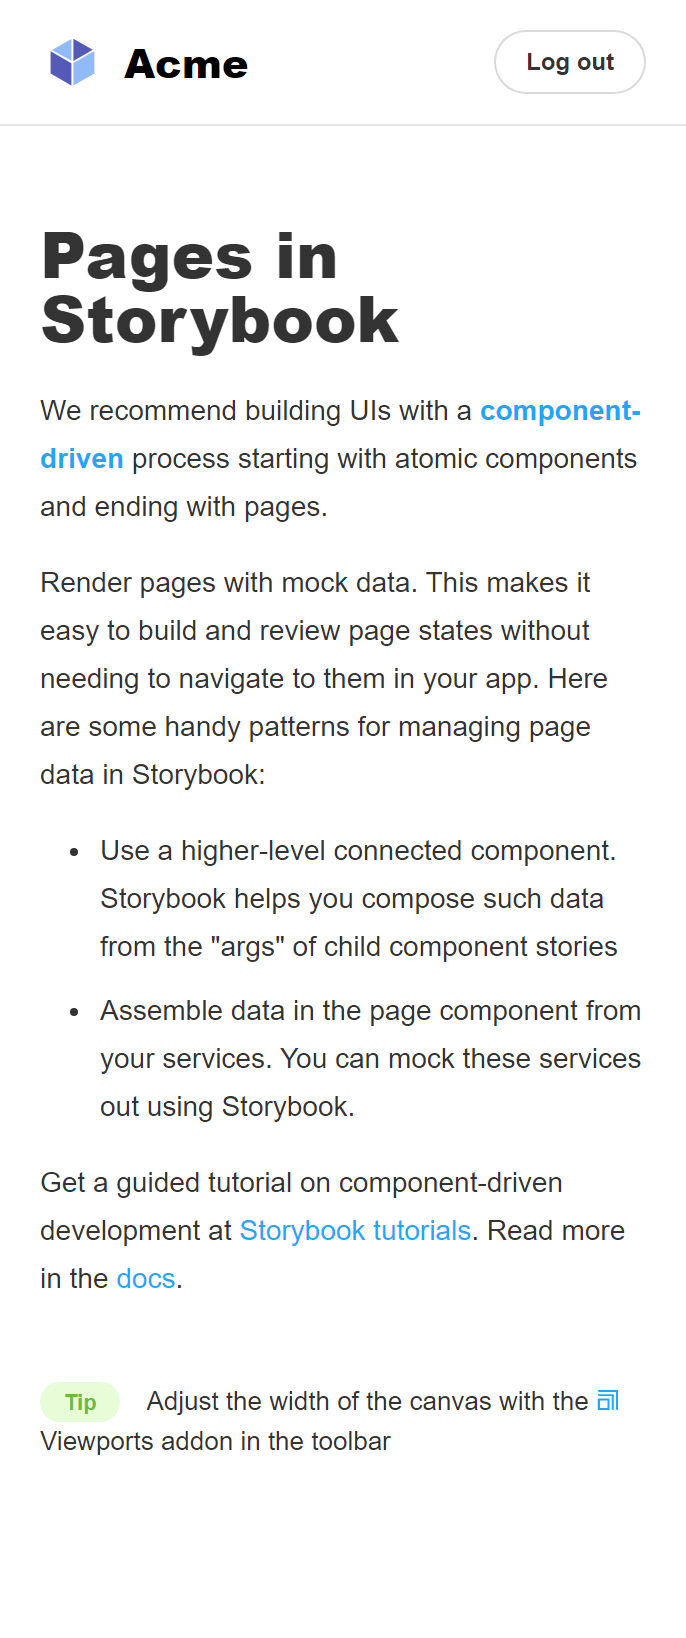 Acme
Log out
Pages in
Storybook
We recommend building UIs with a component-
driven process starting with atomic components
and ending with pages.
Render pages with mock data. This makes it
easy to build and review page states without
needing to navigate to them in your app. Here
are some handy patterns for managing page
data in Storybook:
• Use a higher-level connected component.
Storybook helps you compose such data
from the "args" of child component stories
• Assemble data in the page component from
your services. You can mock these services
out using Storybook.
Get a guided tutorial on component-driven
development at Storybook tutorials. Read more
in the docs.
Tip Adjust the width of the canvas with the
Viewports addon in the toolbar